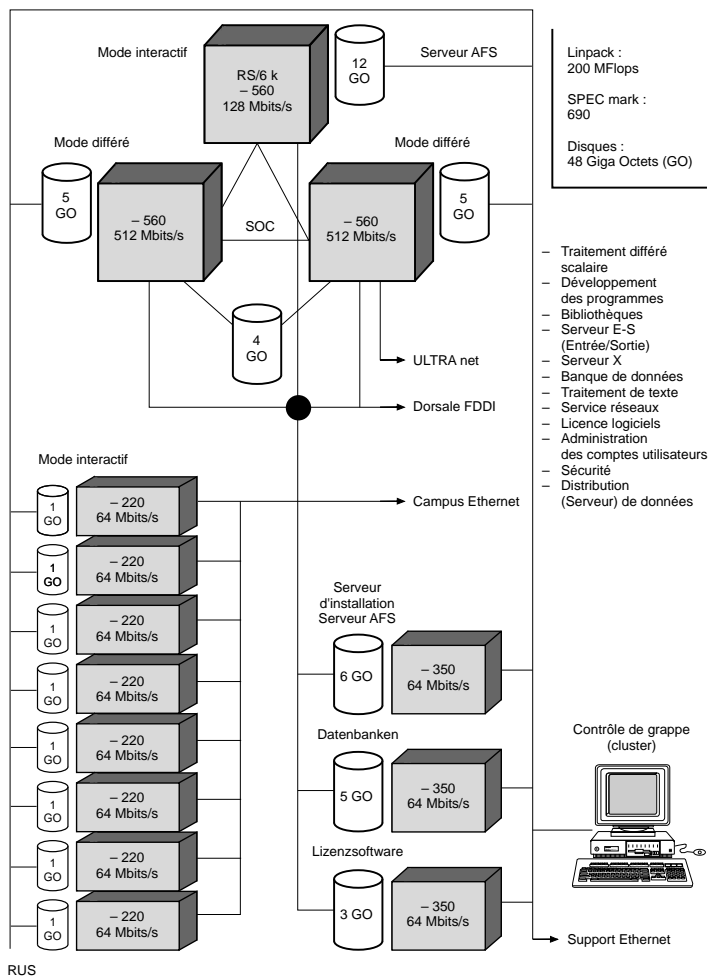 Mode interactif
12
GO
Serveur AFS
RS/6 k
– 560
128 Mbits/s
Linpack :
200 MFlops
SPEC mark :
690
Disques :
48 Giga Octets (GO)
Mode différé
Mode différé
5
GO
– 560
512 Mbits/s
SOC
– 560
512 Mbits/s
5
GO
4
GO
ULTRA net
Dorsale FDDI
– Traitement différé
scalaire
– Développement
des programmes
– Bibliothèques
– Serveur E-S
(Entrée/Sortie)
– Serveur X
– Banque de données
– Traitement de texte
– Service réseaux
– Licence logiciels
– Administration
des comptes utilisateurs
– Sécurité
– Distribution
(Serveur) de données
Mode interactif
1
GO
– 220
64 Mbits/s
Campus Ethernet
1
GO
– 220
64 Mbits/s
1
GO
– 220
64 Mbits/s
1
GO
– 220
64 Mbits/s
1
GO
– 220
64 Mbits/s
1
GO
– 220
64 Mbits/s
1
GO
– 220
64 Mbits/s
1
GO
– 220
64 Mbits/s
Serveur
d'installation
Serveur AFS
6 GO
– 350
64 Mbits/s
Datenbanken
5 GO
– 350
64 Mbits/s
Lizenzsoftware
3 GO
– 350
64 Mbits/s
Contrôle de grappe
(cluster)
Support Ethernet
RUS